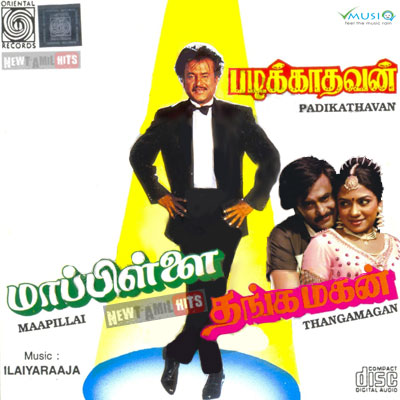 ORIENTAL
RECORDS
NEW TAMIL HITS
VMUSIQ
feel the music rain
படிக்காதவன்
PADIKATHAVAN
மாப்பிள்ளை
MAAPILLAI
NEW TAMIL HITS
தங்கமகன்
THANGAMAGAN
Music :
ILAIYARAAJA
COMPACT
disc
DIGITAL AUDIO